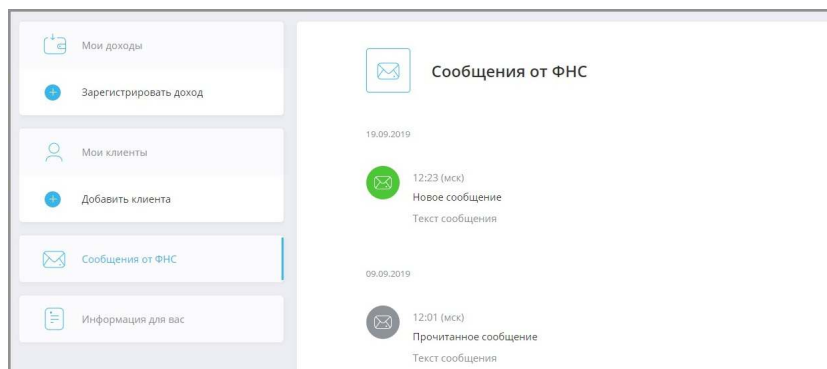 Мои доходы
Зарегистрировать доход
Мои клиенты
Добавить клиента
Сообщения от ФНС
Информация для вас
Сообщения от ФНС
19.09.2019
12:23 (мск)
Новое сообщение
Текст сообщения
09.09.2019
12:01 (мск)
Прочитанное сообщение
Текст сообщения